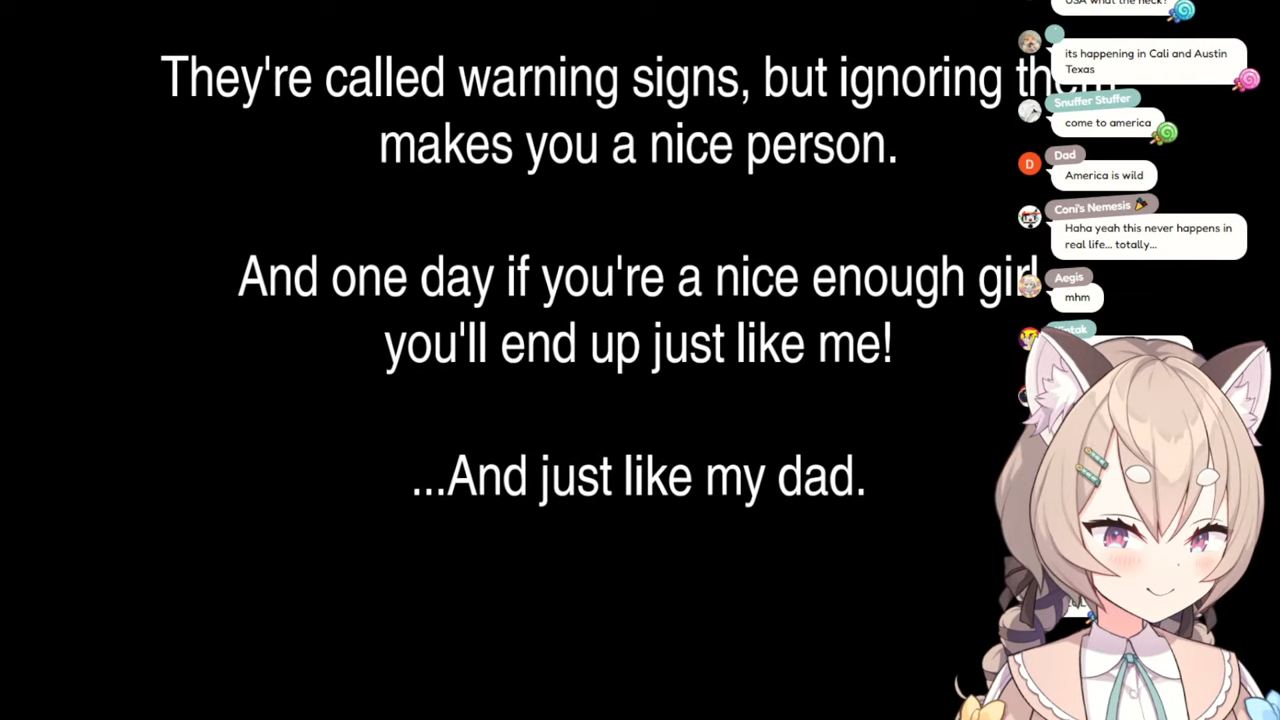 They're called warning signs, but ignoring them
makes you a nice person.
And one day if you're a nice enough girl
you'll end up just like me!
...And just like my dad.
USA what the heck?
its happening in Cali and Austin
Texas
Snuffer Stuffer
come to america
D
Dad
America is wild
Coni's Nemesis
Haha yeah this never happens in
real life... totally...
Aegis
mhm